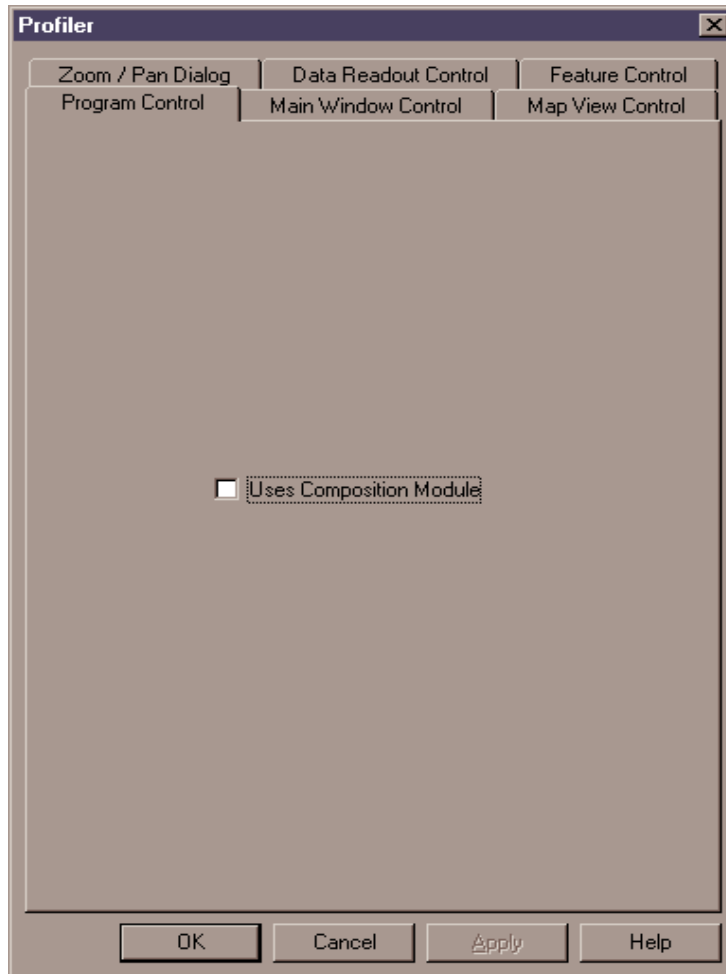 Profiler
Zoom / Pan Dialog Data Readout Control Feature Control
Program Control Main Window Control Map View Control
Uses Composition Module
OK Cancel Apply Help